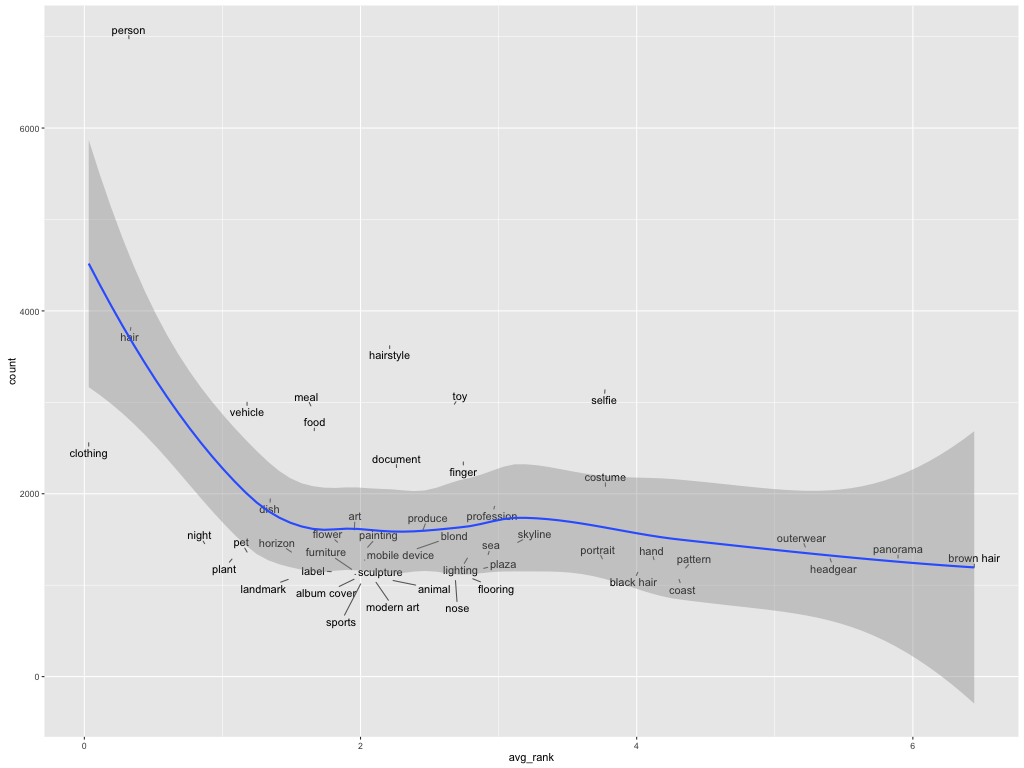 person
6000
4000
hair
hairstyle
meal
toy
selfie
vehicle
food
clothing
document
finger
costume
2000
dish
art
produce
profession
night
pet
horizon
flower
painting
blond
skyline
outerwear
furniture
mobile device
sea
portrait
hand
panorama
plant
label
sculpture
lighting
plaza
pattern
headgear
brown hair
landmark
album cover
animal
flooring
black hair
coast
sports
modern art
nose
0
count
0
2
4
6
avg_rank